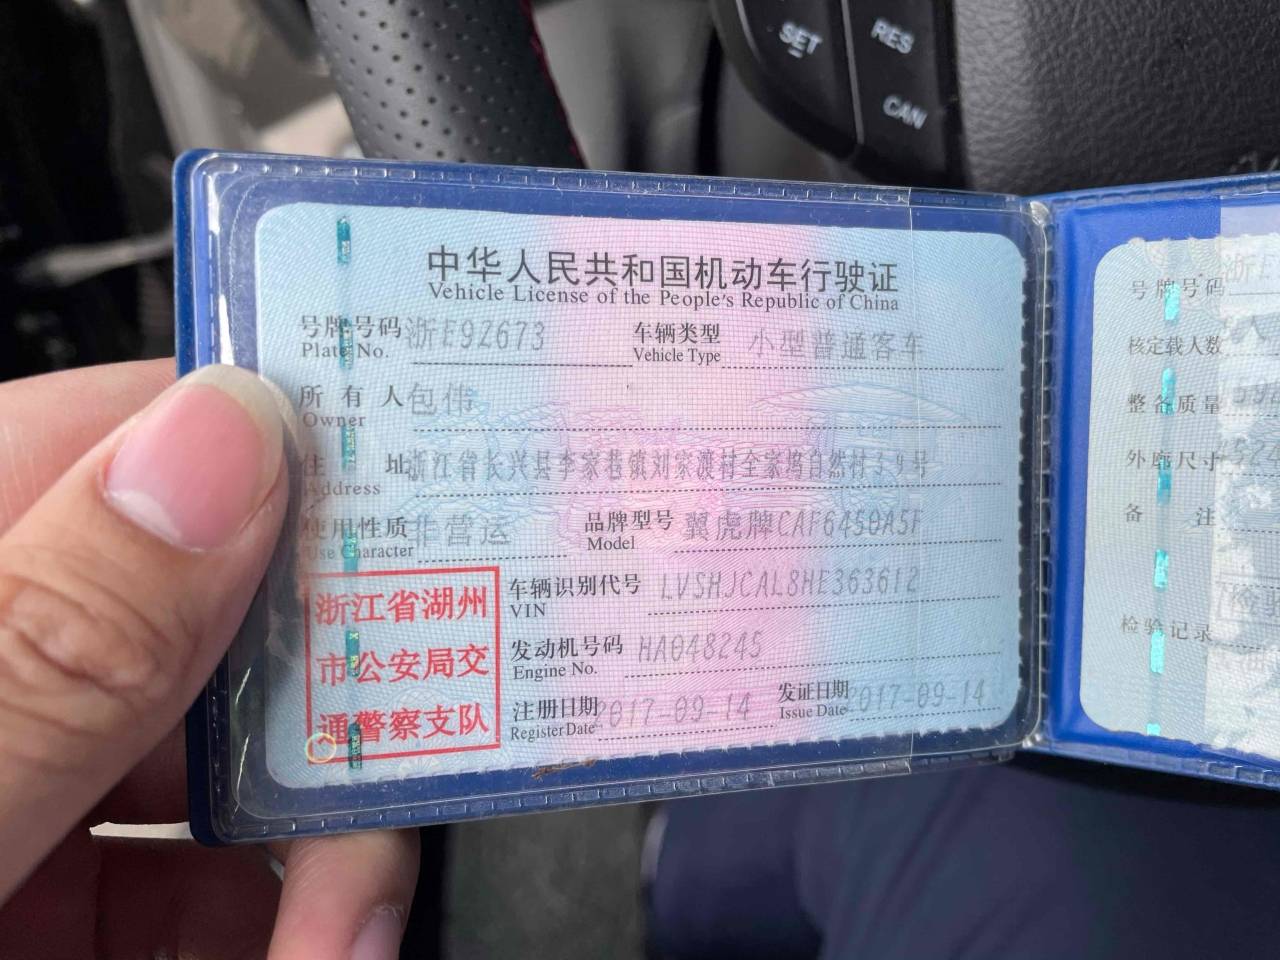 SET
RES
CAN
中华人民共和国机动车行驶证
Vehicle License of the People's Republic of China
号牌号码 浙E9Z673 车辆类型 小型普通客车
Plate No. Vehicle Type
所有人 包伟
Owner
住址 浙江省长兴县李家巷镇刘家渡村全家坞自然村39号
Address
使用性质 非营运 品牌型号 翼虎牌CAF6450A5F
Use Character Model
浙江省湖州
市公安局交
通警察支队
车辆识别代号 LVSHJCAL8HE363612
VIN
发动机号码 HA048245
Engine No.
注册日期 2017-09-14 发证日期 2017-09-14
Register Date Issue Date
号牌号码 浙E
核定载人数
整备质量
外廓尺寸
备注
检验记录